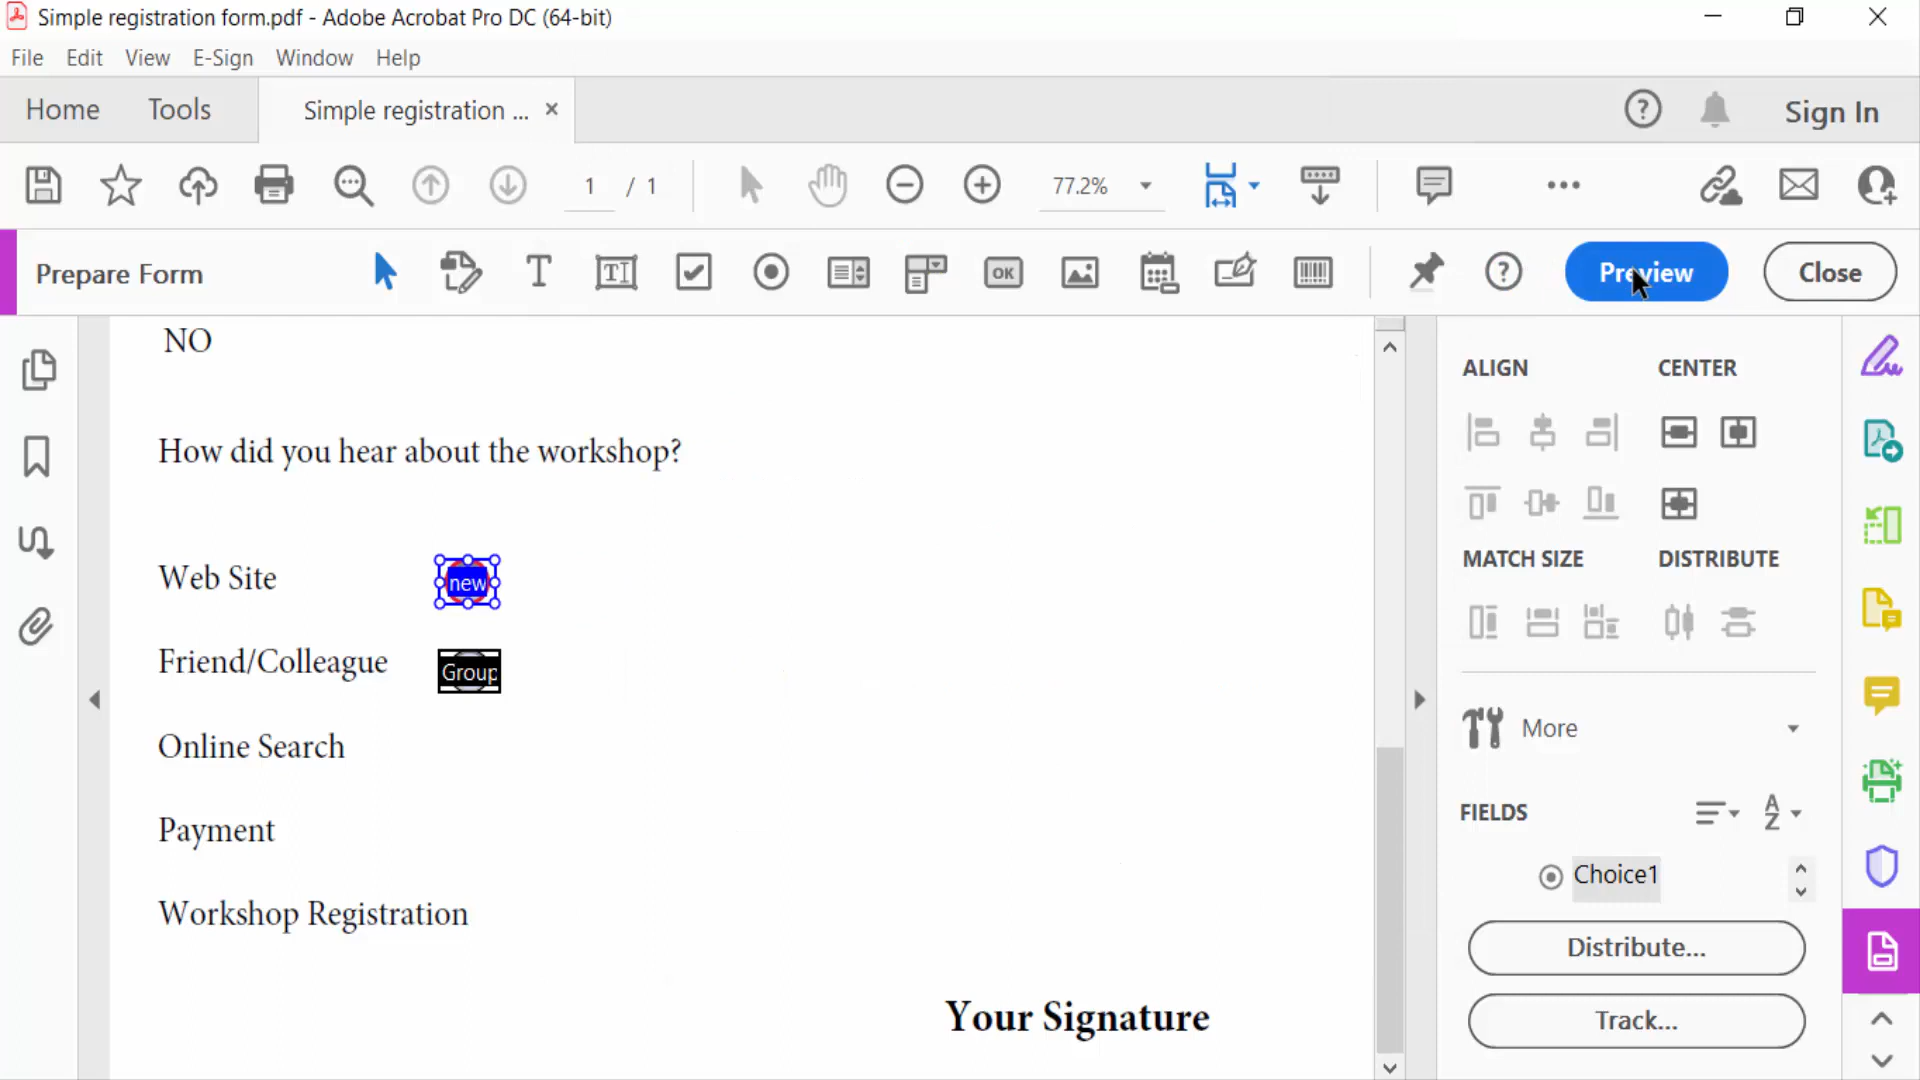 Simple registration form.pdf - Adobe Acrobat Pro DC (64-bit)
File Edit View E-Sign Window Help
Home Tools Simple registration ... × Sign In
1 / 1 77.2%
Prepare Form T TI OK Preview Close
NO
How did you hear about the workshop?
Web Site new
Friend/Colleague Group
Online Search
Payment
Workshop Registration
Your Signature
ALIGN CENTER
MATCH SIZE DISTRIBUTE
More
FIELDS A Z
Choice1
Distribute...
Track...